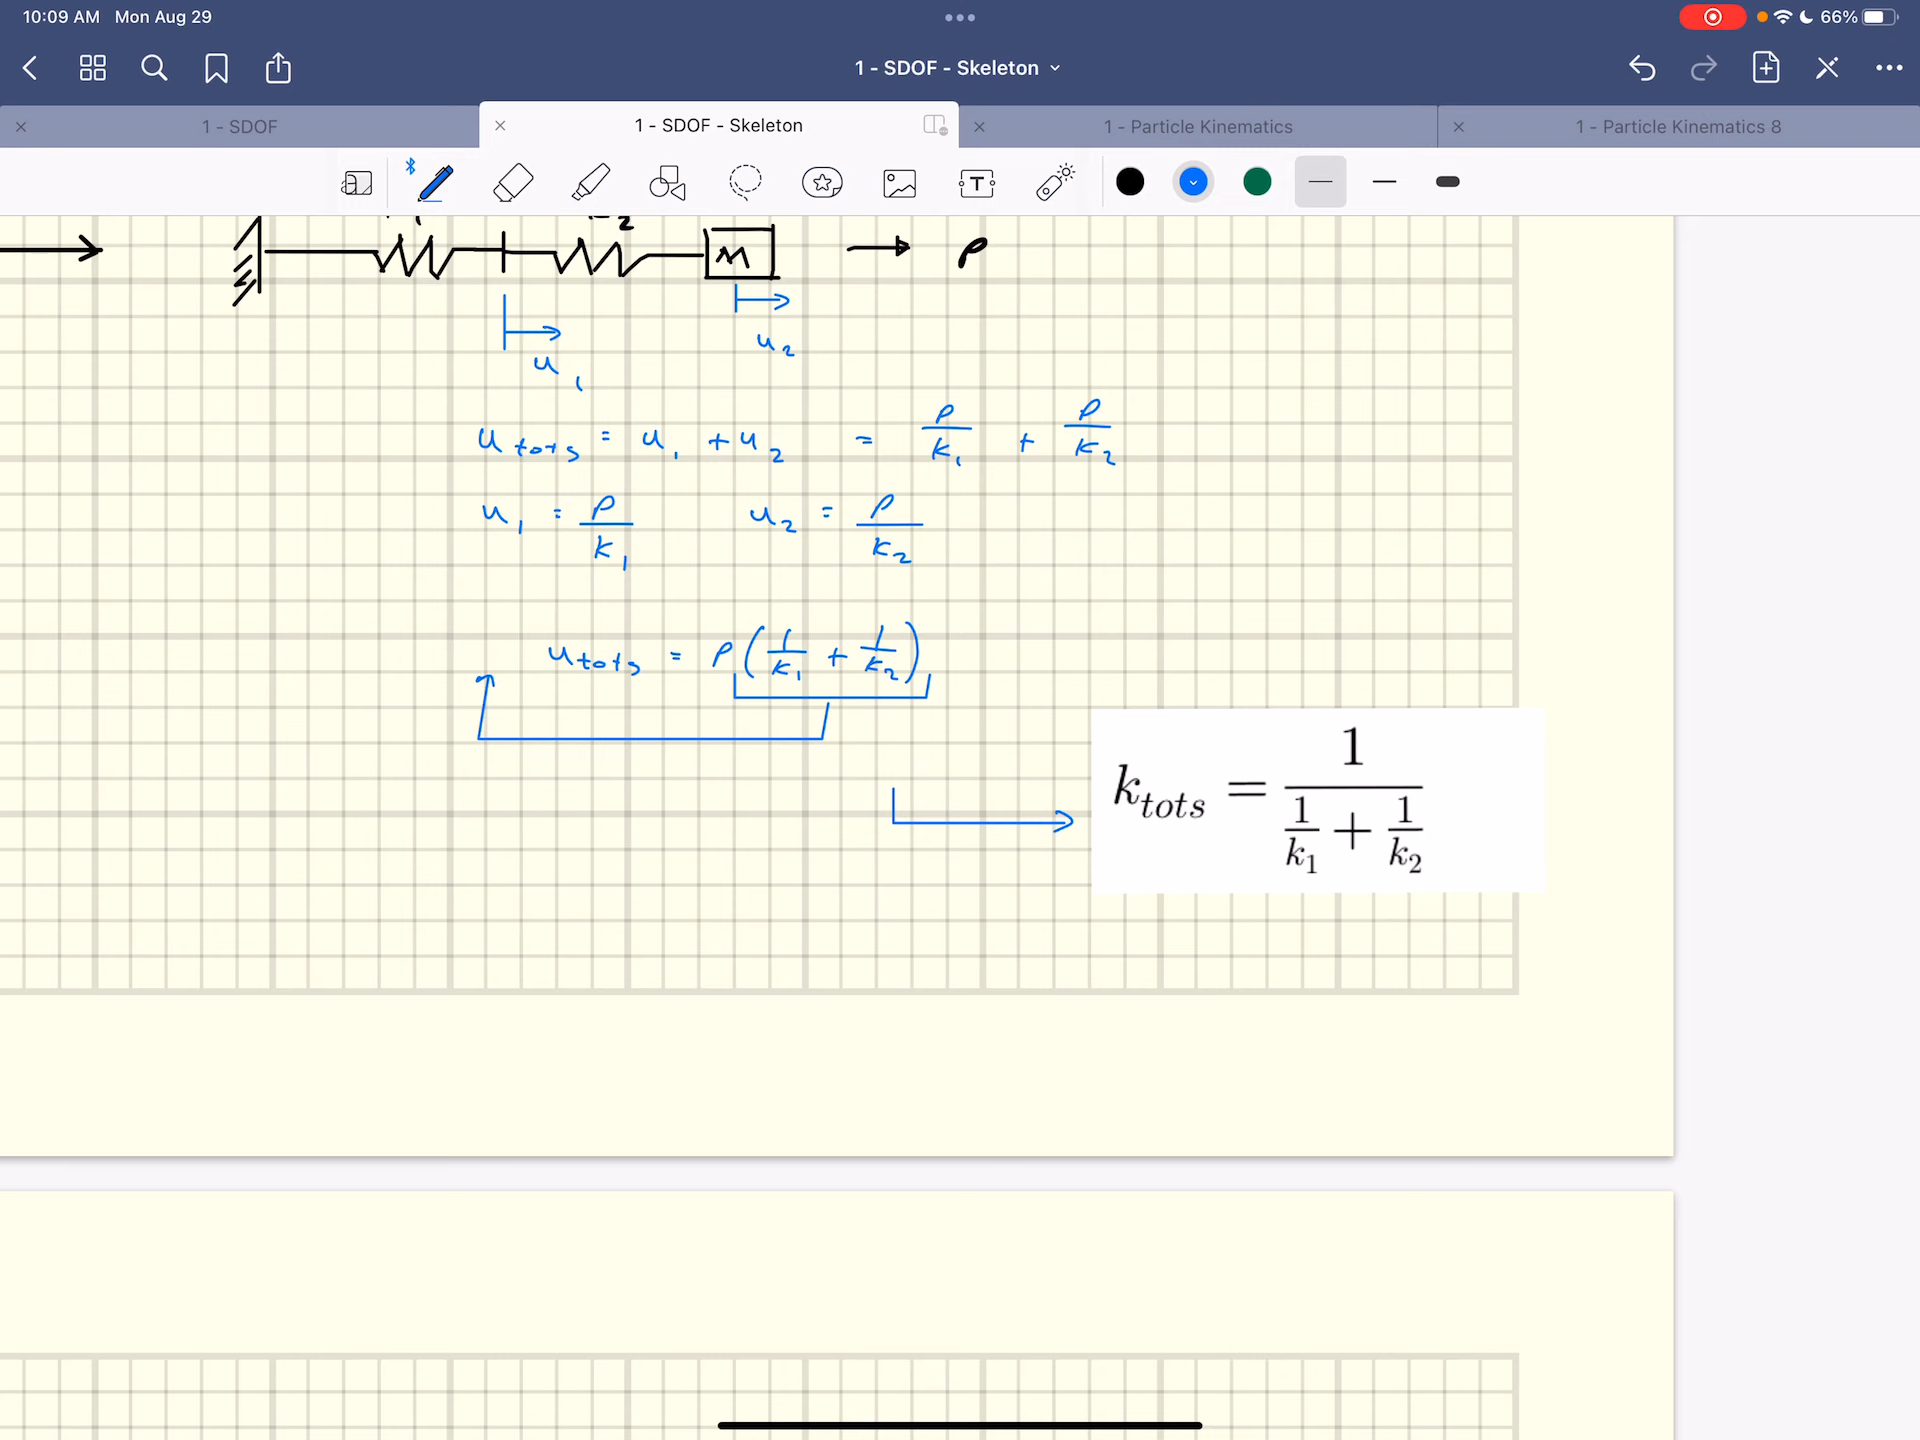 10:09 AM Mon Aug 29
66%
1 - SDOF - Skeleton
1 - SDOF
1 - SDOF - Skeleton
1 - Particle Kinematics
1 - Particle Kinematics 8
T
1
2
M
P
u1
u2
utots = u1 + u2 = P/k1 + P/k2
u1 = P/k1 u2 = P/k2
utots = P(1/k1 + 1/k2)
ktots = 1/(1/k1 + 1/k2)